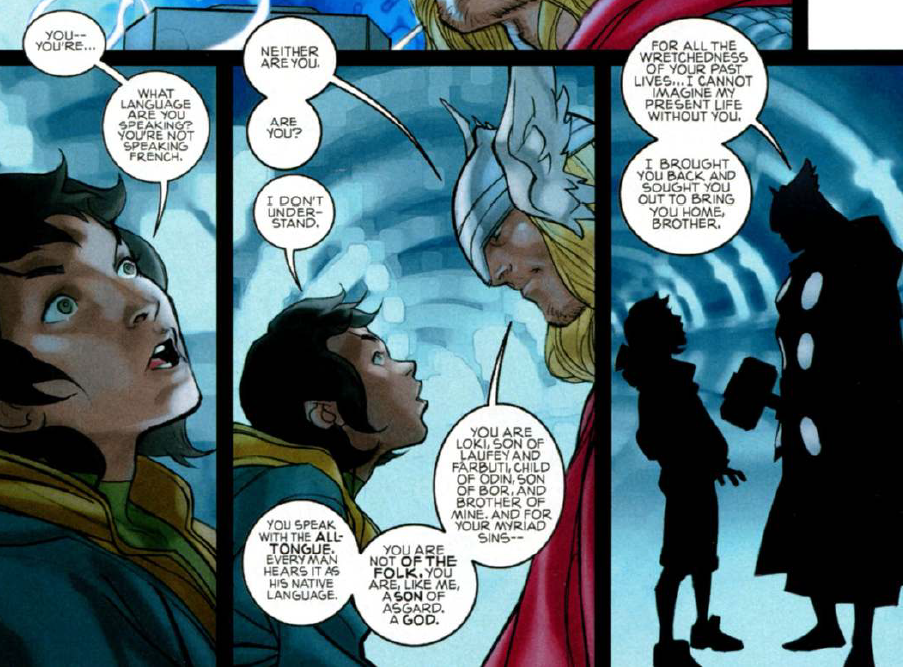 YOU--
YOU'RE...
WHAT
LANGUAGE
ARE YOU
SPEAKING?
YOU'RE NOT
SPEAKING
FRENCH.
NEITHER
ARE YOU.
ARE
YOU?
I DON'T
UNDER-
STAND.
YOU SPEAK
WITH THE ALL-
TONGUE.
EVERY MAN
HEARS IT AS
HIS NATIVE
LANGUAGE.
YOU ARE
NOT OF THE
FOLK. YOU
ARE, LIKE ME,
A SON OF
ASGARD.
A GOD.
YOU ARE
LOKI, SON OF
LAUFEY AND
FARBUTI, CHILD
OF ODIN, SON
OF BOR, AND
BROTHER OF
MINE. AND FOR
YOUR MYRIAD
SINS--
FOR ALL THE
WRETCHEDNESS
OF YOUR PAST
LIVES... I CANNOT
IMAGINE MY
PRESENT LIFE
WITHOUT YOU.
I BROUGHT
YOU BACK AND
SOUGHT YOU
OUT TO BRING
YOU HOME,
BROTHER.